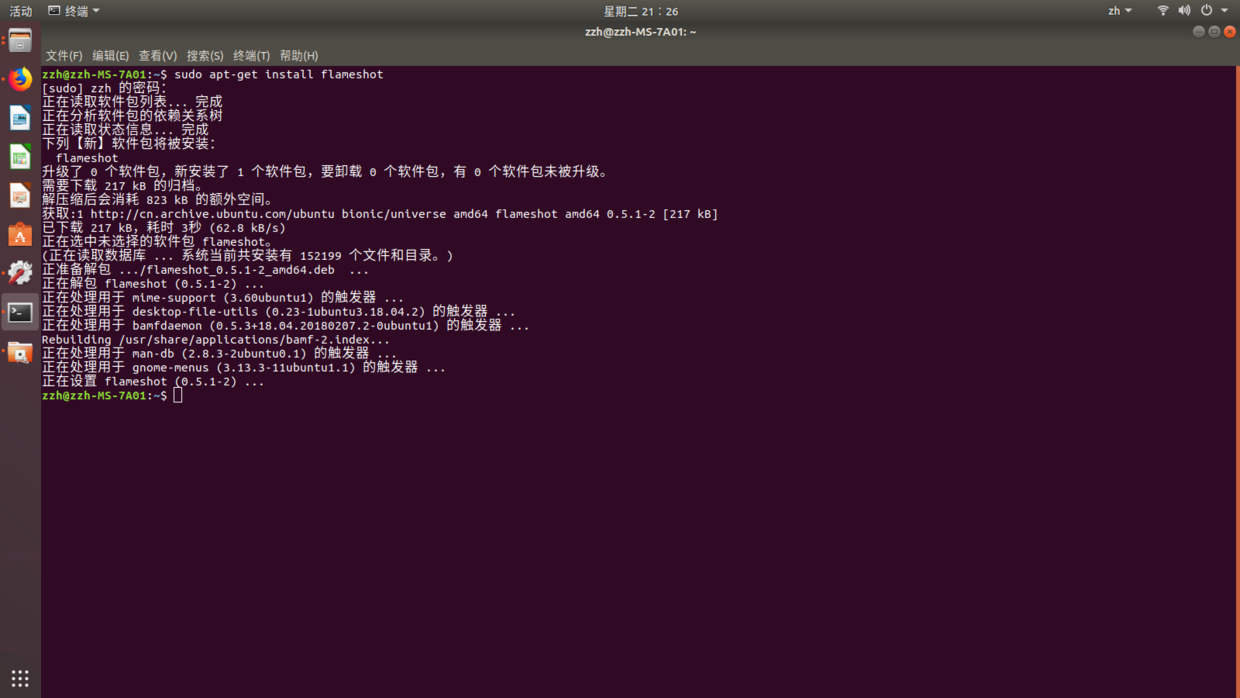 活动 终端 星期二 21：26 zh
zzh@zzh-MS-7A01: ~
文件(F) 编辑(E) 查看(V) 搜索(S) 终端(T) 帮助(H)
zzh@zzh-MS-7A01:~$ sudo apt-get install flameshot
[sudo] zzh 的密码：
正在读取软件包列表... 完成
正在分析软件包的依赖关系树
正在读取状态信息... 完成
下列【新】软件包将被安装：
  flameshot
升级了 0 个软件包，新安装了 1 个软件包，要卸载 0 个软件包，有 0 个软件包未被升级。
需要下载 217 kB 的归档。
解压缩后会消耗 823 kB 的额外空间。
获取:1 http://cn.archive.ubuntu.com/ubuntu bionic/universe amd64 flameshot amd64 0.5.1-2 [217 kB]
已下载 217 kB，耗时 3秒 (62.8 kB/s)
正在选中未选择的软件包 flameshot。
(正在读取数据库 ... 系统当前共安装有 152199 个文件和目录。)
正准备解包 .../flameshot_0.5.1-2_amd64.deb  ...
正在解包 flameshot (0.5.1-2) ...
正在处理用于 mime-support (3.60ubuntu1) 的触发器 ...
正在处理用于 desktop-file-utils (0.23-1ubuntu3.18.04.2) 的触发器 ...
正在处理用于 bamfdaemon (0.5.3+18.04.20180207.2-0ubuntu1) 的触发器 ...
Rebuilding /usr/share/applications/bamf-2.index...
正在处理用于 man-db (2.8.3-2ubuntu0.1) 的触发器 ...
正在处理用于 gnome-menus (3.13.3-11ubuntu1.1) 的触发器 ...
正在设置 flameshot (0.5.1-2) ...
zzh@zzh-MS-7A01:~$